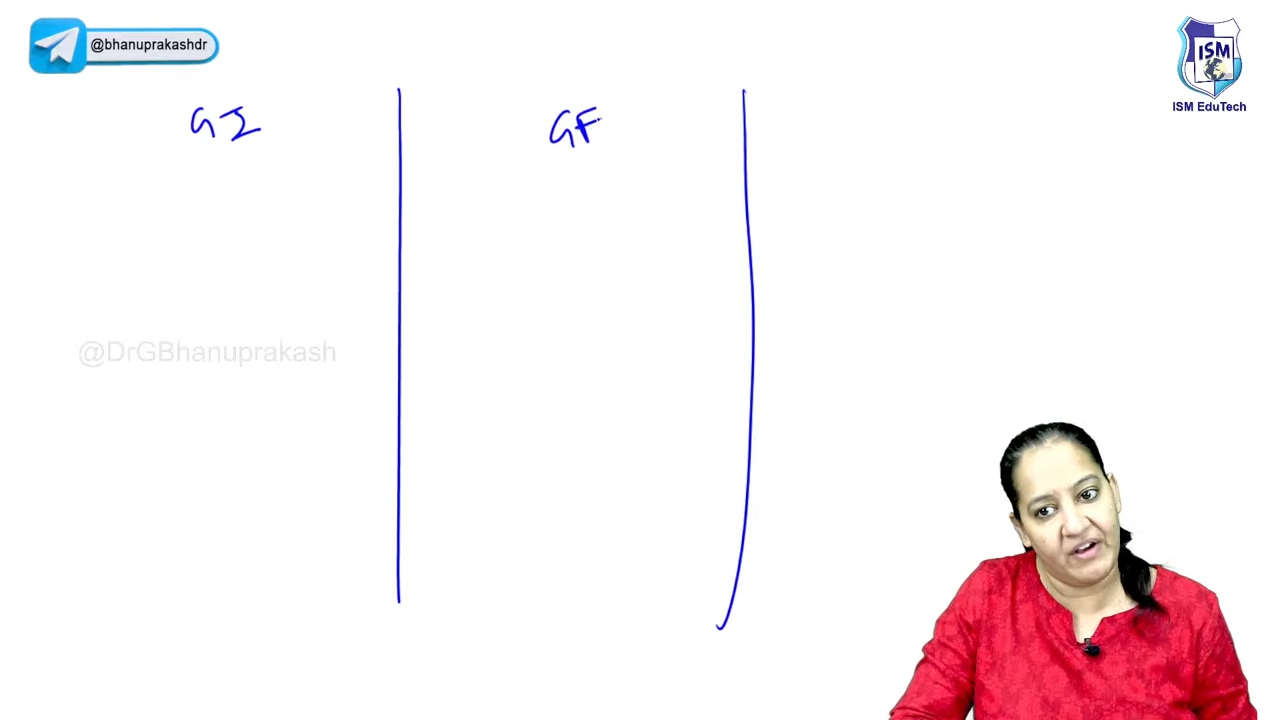 @bhanuprakashdr
ISM
ISM EduTech
GI
GF
@DrGBhanuprakash